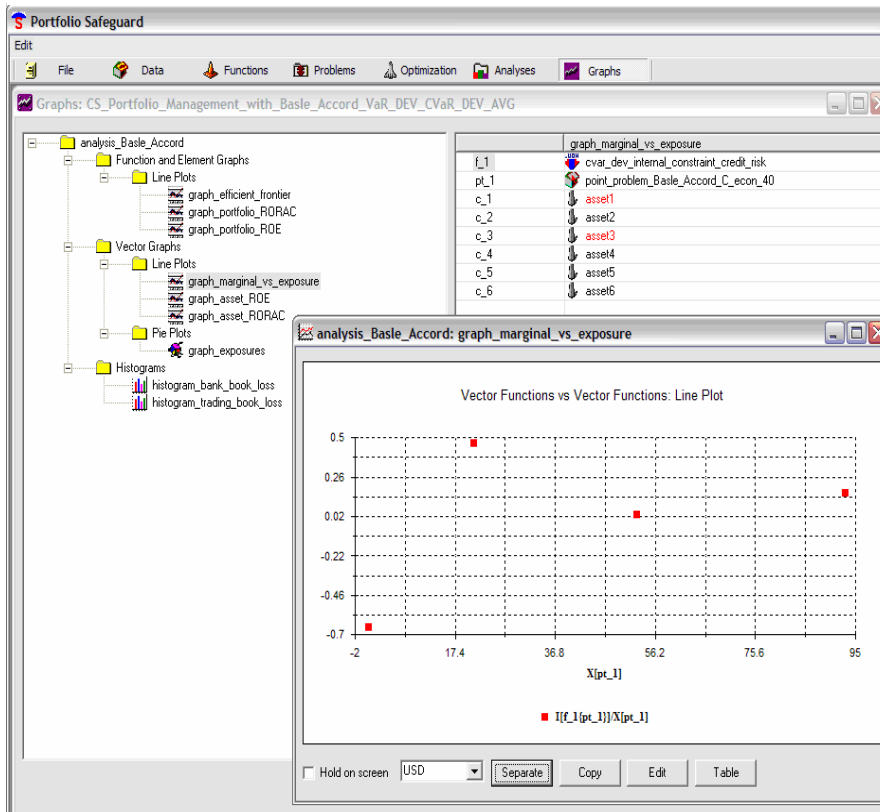 Portfolio Safeguard
Edit
File Data Functions Problems Optimization Analyses Graphs
Graphs: CS_Portfolio_Management_with_Basle_Accord_VaR_DEV_CVaR_DEV_AVG
analysis_Basle_Accord
Function and Element Graphs
Line Plots
graph_efficient_frontier
graph_portfolio_RORAC
graph_portfolio_ROE
Vector Graphs
Line Plots
graph_marginal_vs_exposure
graph_asset_ROE
graph_asset_RORAC
Pie Plots
graph_exposures
Histograms
histogram_bank_book_loss
histogram_trading_book_loss
graph_marginal_vs_exposure
f_1 cvar_dev_internal_constraint_credit_risk
pt_1 point_problem_Basle_Accord_C_econ_40
c_1 asset1
c_2 asset2
c_3 asset3
c_4 asset4
c_5 asset5
c_6 asset6
analysis_Basle_Accord: graph_marginal_vs_exposure
Vector Functions vs Vector Functions: Line Plot
0.5
0.26
0.02
-0.22
-0.46
-0.7
-2 17.4 36.8 56.2 75.6 95
X[pt_1]
I[f_1{pt_1}]/X[pt_1]
Hold on screen USD Separate Copy Edit Table